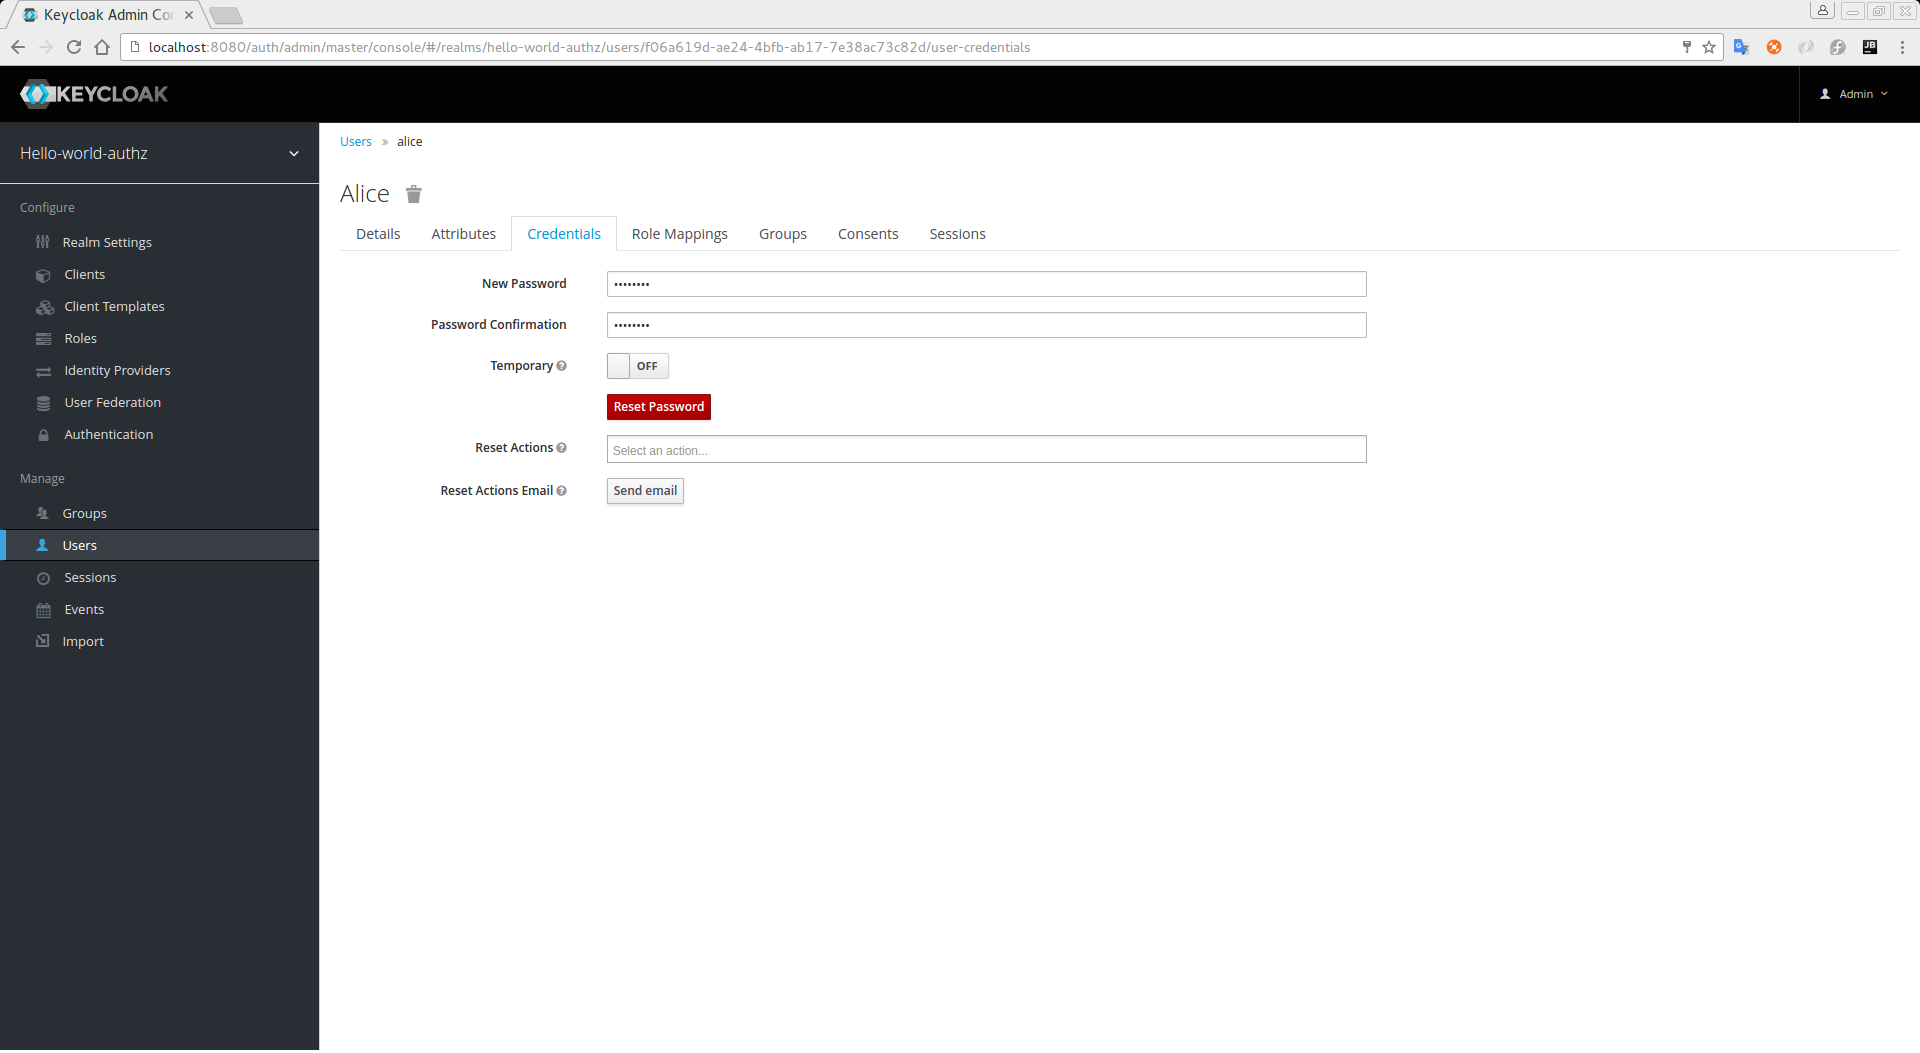 Keycloak Admin Co
localhost:8080/auth/admin/master/console/#/realms/hello-world-authz/users/f06a619d-ae24-4bfb-ab17-7e38ac73c82d/user-credentials
JB
KEYCLOAK
Admin
Hello-world-authz
Configure
Realm Settings
Clients
Client Templates
Roles
Identity Providers
User Federation
Authentication
Manage
Groups
Users
Sessions
Events
Import
Users » alice
Alice
Details Attributes Credentials Role Mappings Groups Consents Sessions
New Password ••••••••
Password Confirmation ••••••••
Temporary ? OFF
Reset Password
Reset Actions ? Select an action...
Reset Actions Email ? Send email